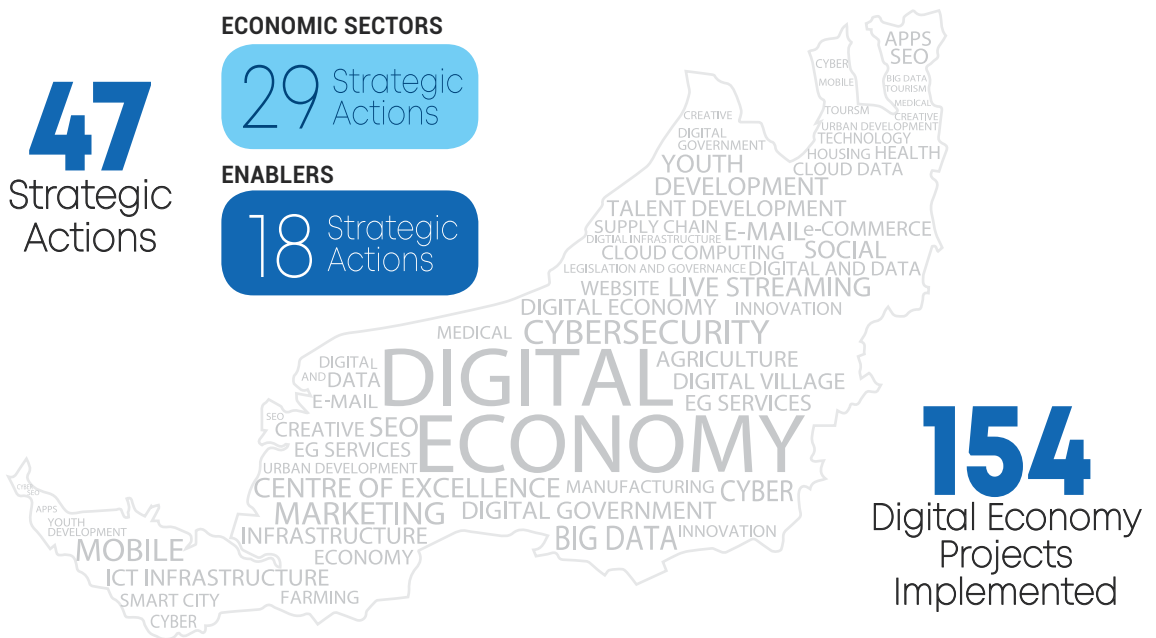 47
Strategic
Actions
ECONOMIC SECTORS
29 Strategic
Actions
ENABLERS
18 Strategic
Actions
APPS
SEO
CYBER
MOBILE
BIG DATA
TOURISM
MEDICAL
CREATIVE
TOURSM
URBAN DEVELOPMENT
TECHNOLOGY
HOUSING HEALTH
CLOUD DATA
CREATIVE
DIGITAL
GOVERNMENT
YOUTH
DEVELOPMENT
TALENT DEVELOPMENT
SUPPLY CHAIN E-MAIL e-COMMERCE
DIGTIAL INFRASTRUCTURE
CLOUD COMPUTING SOCIAL
LEGISLATION AND GOVERNANCE DIGITAL AND DATA
WEBSITE LIVE STREAMING
DIGITAL ECONOMY INNOVATION
MEDICAL CYBERSECURITY
DIGITAL
AND DATA
E-MAIL
DIGITAL
AGRICULTURE
DIGITAL VILLAGE
EG SERVICES
SEO
CREATIVE SEO
EG SERVICES
URBAN DEVELOPMENT
ECONOMY
CENTRE OF EXCELLENCE MANUFACTURING CYBER
MARKETING DIGITAL GOVERNMENT
INFRASTRUCTURE BIG DATA INNOVATION
ECONOMY
CYBER
SEO
APPS
YOUTH
DEVELOPMENT
MOBILE
ICT INFRASTRUCTURE
SMART CITY FARMING
CYBER
154
Digital Economy
Projects
Implemented